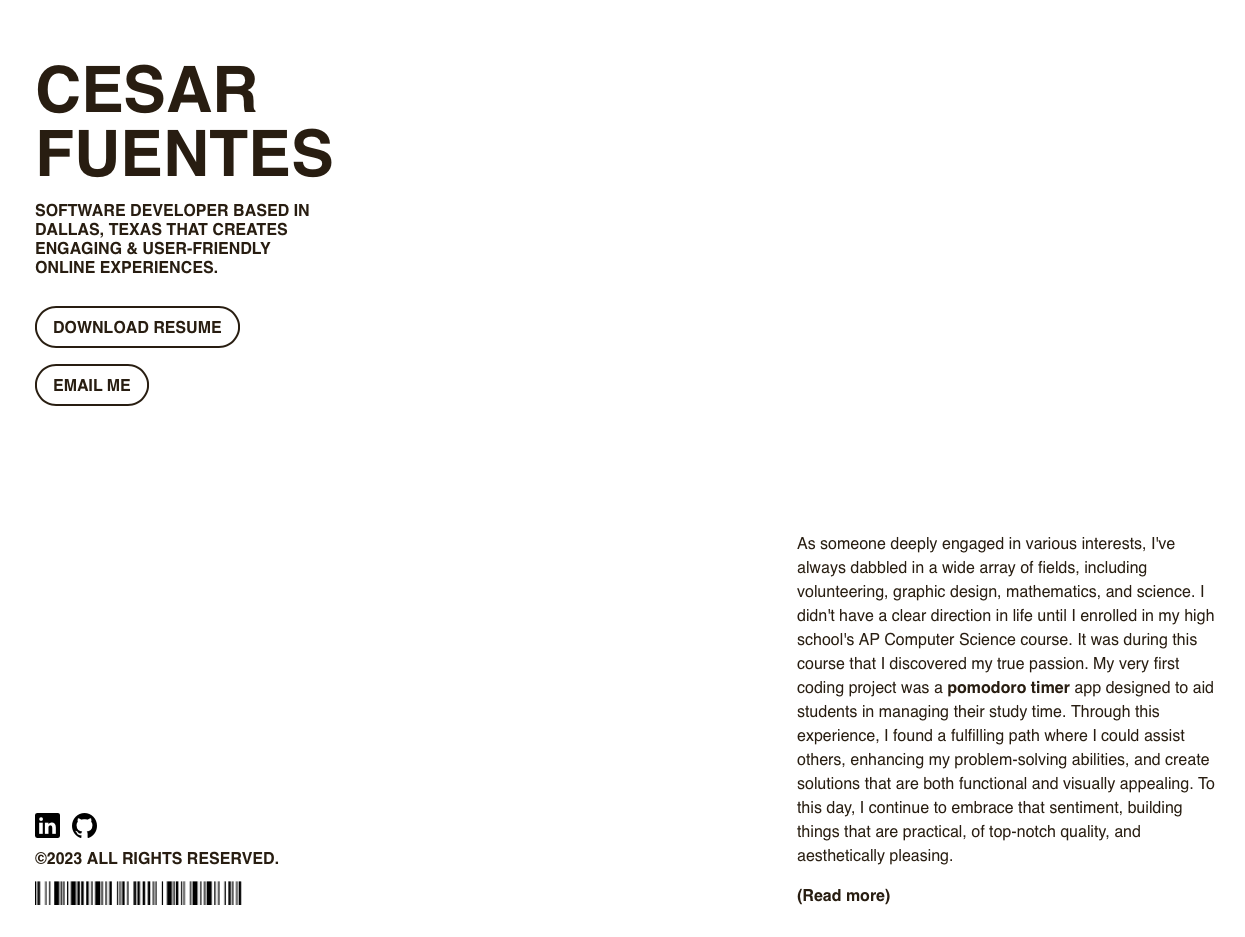 CESAR
FUENTES
SOFTWARE DEVELOPER BASED IN
DALLAS, TEXAS THAT CREATES
ENGAGING & USER-FRIENDLY
ONLINE EXPERIENCES.
DOWNLOAD RESUME
EMAIL ME
As someone deeply engaged in various interests, I've
always dabbled in a wide array of fields, including
volunteering, graphic design, mathematics, and science. I
didn't have a clear direction in life until I enrolled in my high
school's AP Computer Science course. It was during this
course that I discovered my true passion. My very first
coding project was a pomodoro timer app designed to aid
students in managing their study time. Through this
experience, I found a fulfilling path where I could assist
others, enhancing my problem-solving abilities, and create
solutions that are both functional and visually appealing. To
this day, I continue to embrace that sentiment, building
things that are practical, of top-notch quality, and
aesthetically pleasing.
(Read more)
in
©2023 ALL RIGHTS RESERVED.